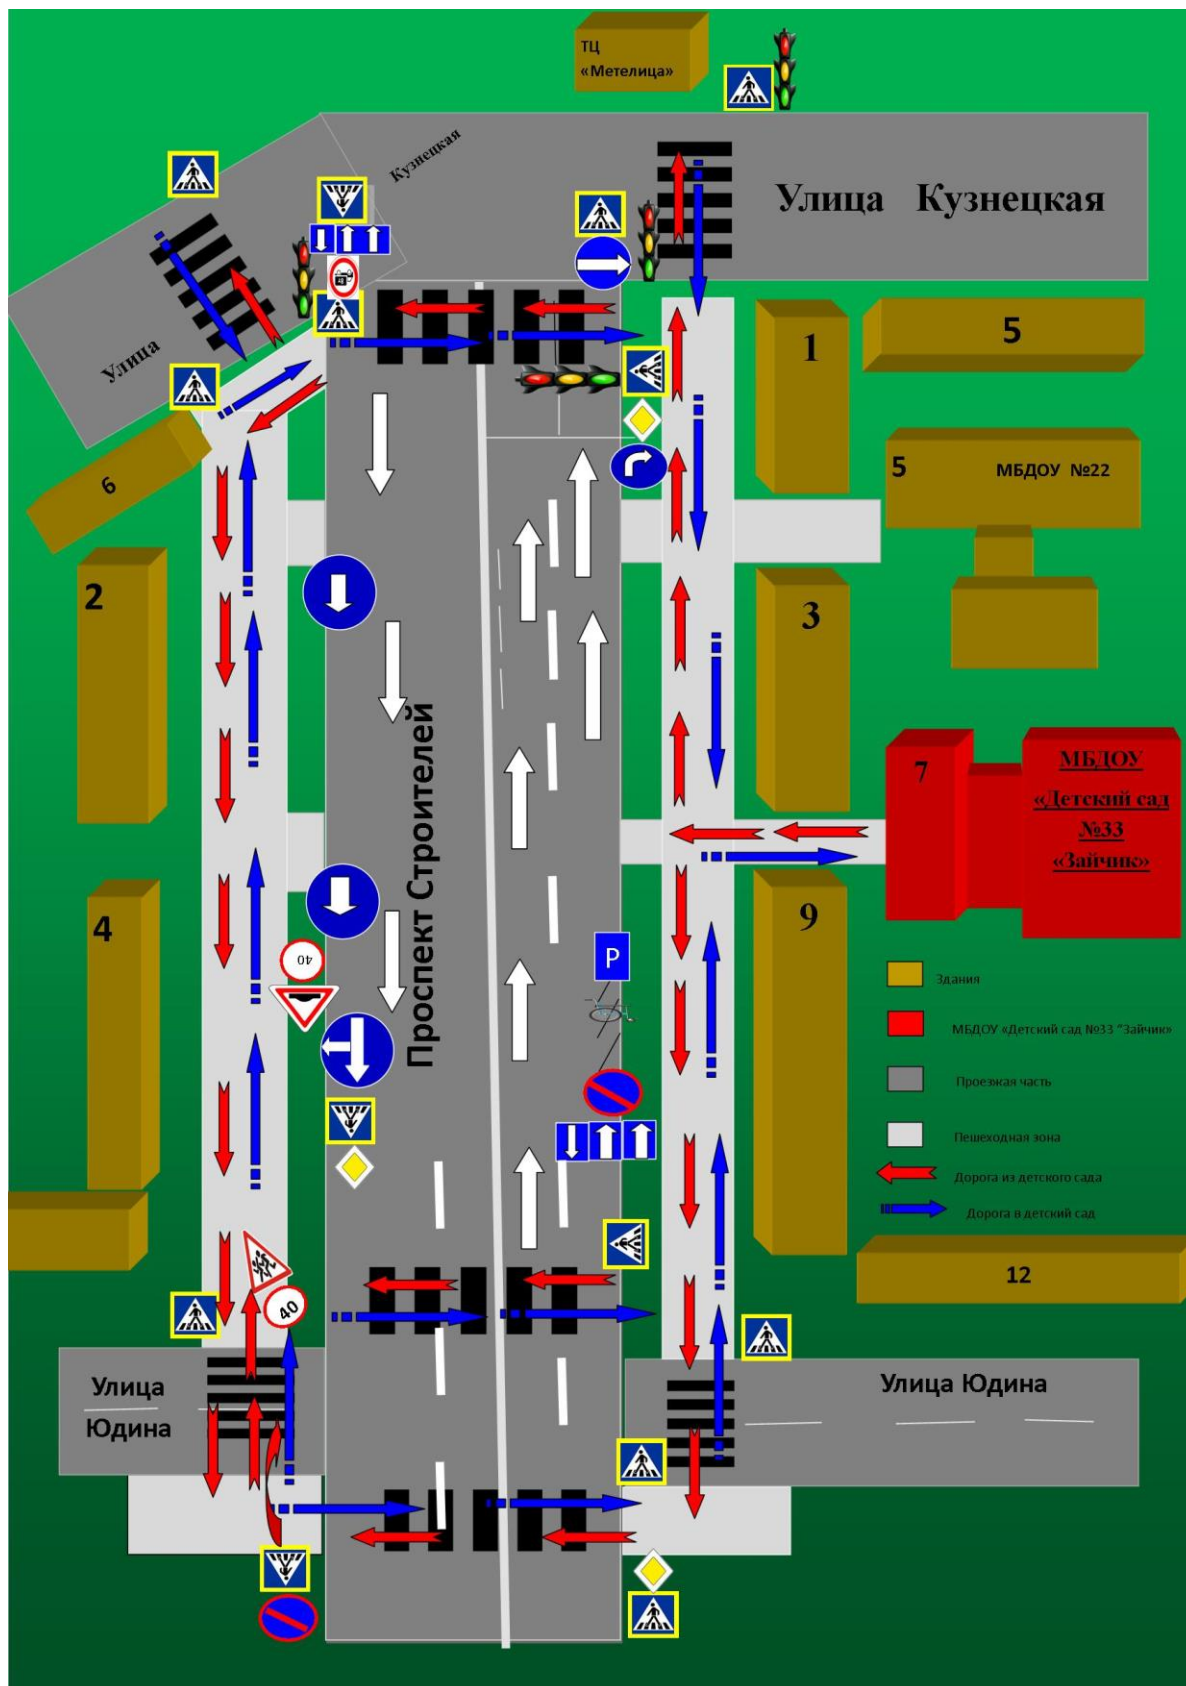 ТЦ
«Метелица»
Кузнецкая
Улица Кузнецкая
Улица
1
5
6
5 МБДОУ №22
2
3
Проспект Строителей
7
МБДОУ
«Детский сад
№33
«Зайчик»
4
9
P
40
Здания
МБДОУ «Детский сад №33 "Зайчик»
Проезжая часть
Пешеходная зона
Дорога из детского сада
Дорога в детский сад
12
40
Улица
Юдина
Улица Юдина